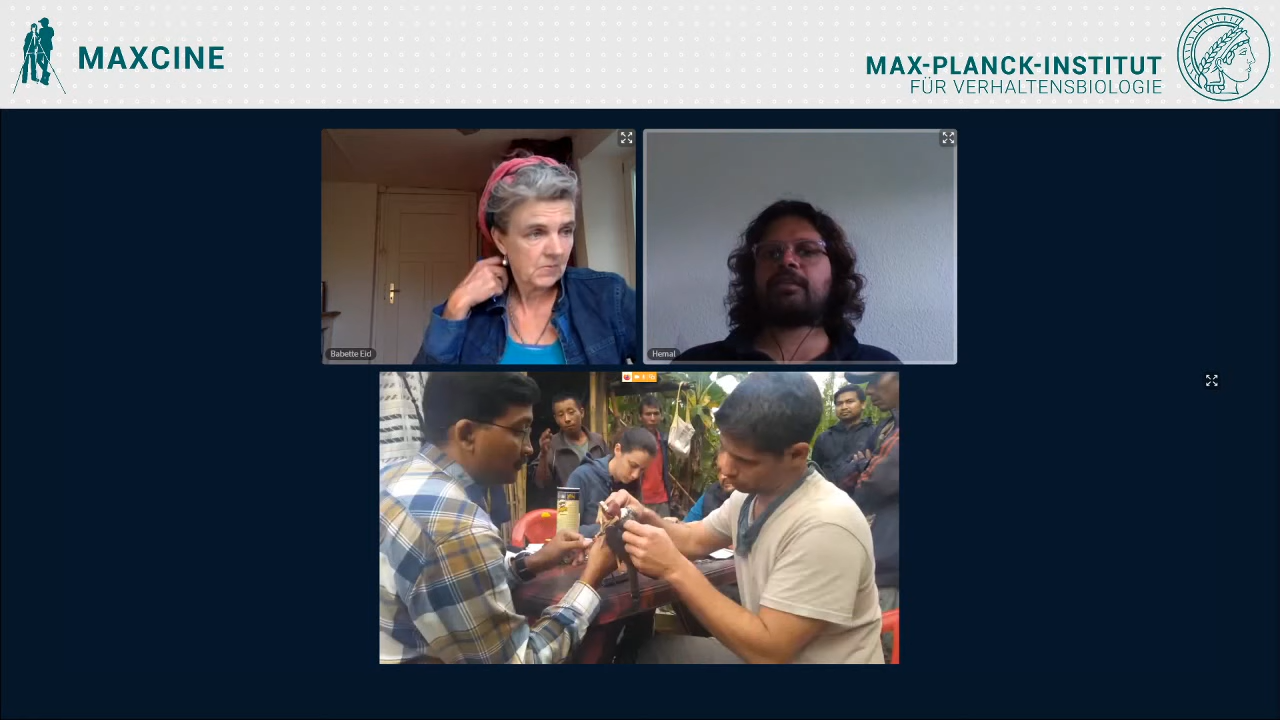 MAXCINE
MAX-PLANCK-INSTITUT
FÜR VERHALTENSBIOLOGIE
Babette Eid
Hemal